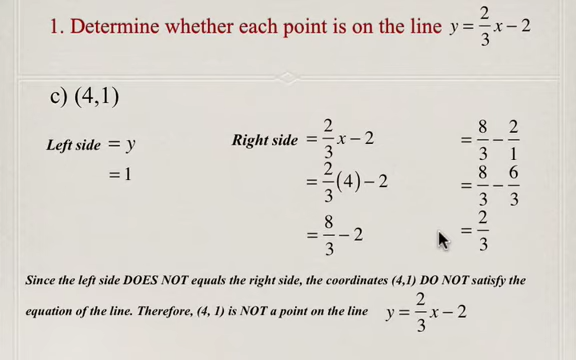 1. Determine whether each point is on the line y = 2/3 x − 2
c) (4,1)
Left side = y
= 1
Right side = 2/3 x − 2
= 2/3 (4) − 2
= 8/3 − 2
= 8/3 − 2/1
= 8/3 − 6/3
= 2/3
Since the left side DOES NOT equals the right side, the coordinates (4,1) DO NOT satisfy the
equation of the line. Therefore, (4, 1) is NOT a point on the line y = 2/3 x − 2